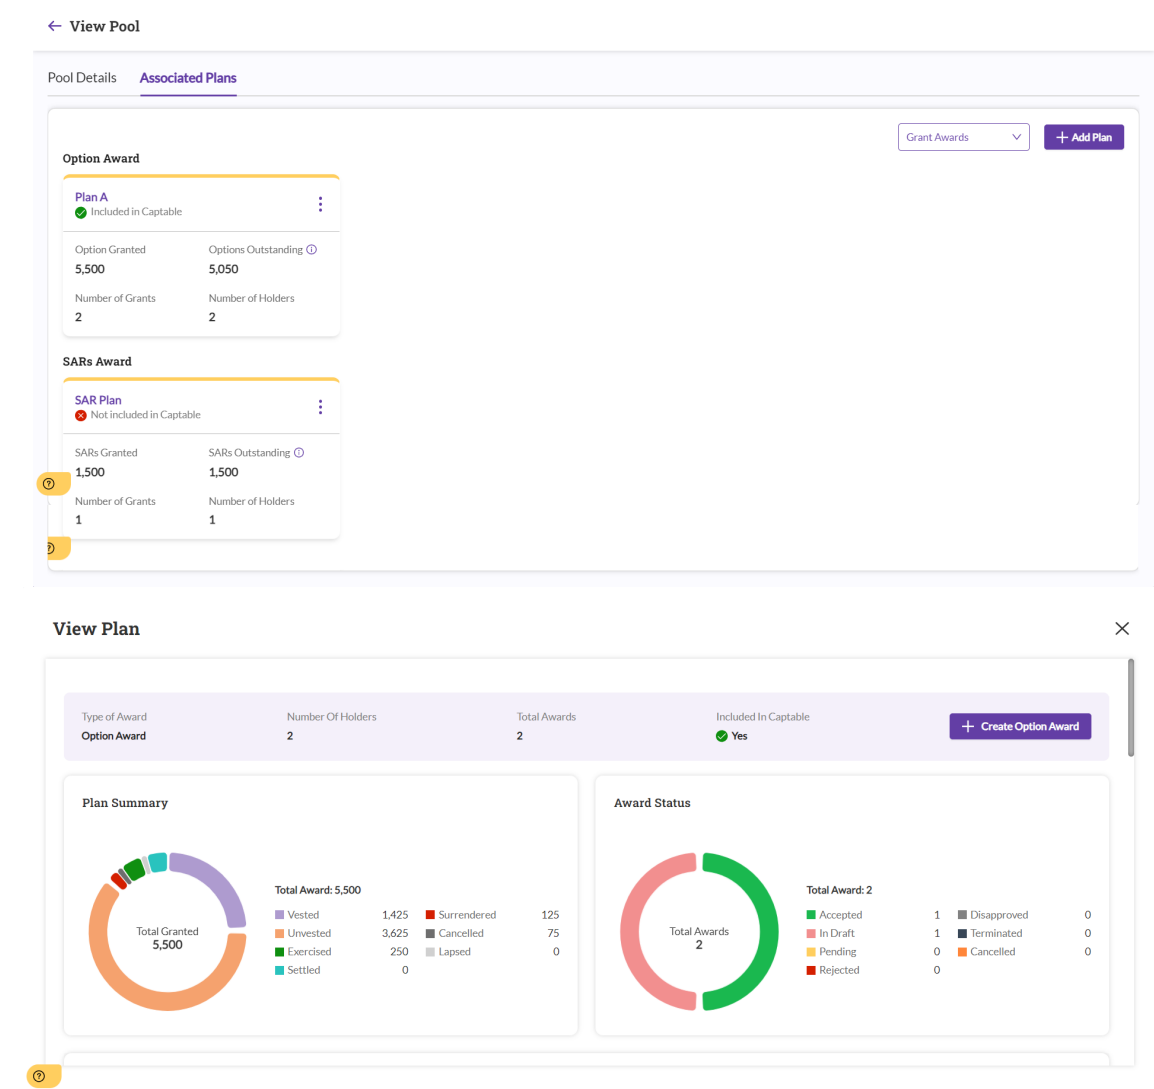 View Pool
Pool Details Associated Plans
Grant Awards Add Plan
Option Award
Plan A
Included in Captable
Option Granted Options Outstanding
5,500 5,050
Number of Grants Number of Holders
2 2
SARs Award
SAR Plan
Not included in Captable
SARs Granted SARs Outstanding
1,500 1,500
Number of Grants Number of Holders
1 1
View Plan
Type of Award Number Of Holders Total Awards Included In Captable
Option Award 2 2 Yes
Create Option Award
Plan Summary
Total Granted
5,500
Total Award: 5,500
Vested 1,425 Surrendered 125
Unvested 3,625 Cancelled 75
Exercised 250 Lapsed 0
Settled 0
Award Status
Total Awards
2
Total Award: 2
Accepted 1 Disapproved 0
In Draft 1 Terminated 0
Pending 0 Cancelled 0
Rejected 0